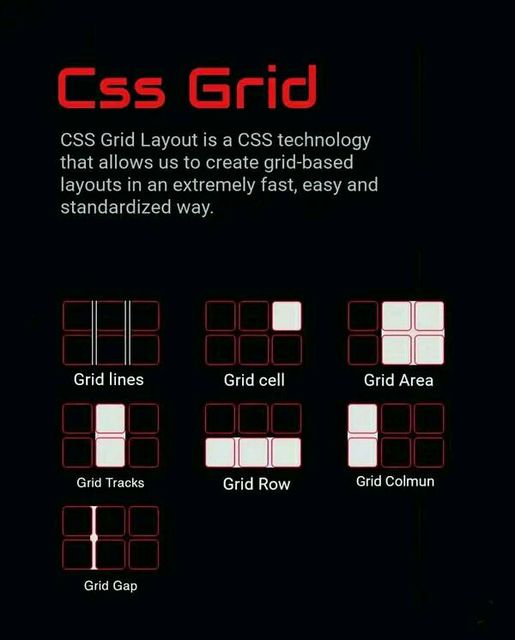 Css Grid
CSS Grid Layout is a CSS technology
that allows us to create grid-based
layouts in an extremely fast, easy and
standardized way.
Grid lines
Grid cell
Grid Area
Grid Tracks
Grid Row
Grid Colmun
Grid Gap